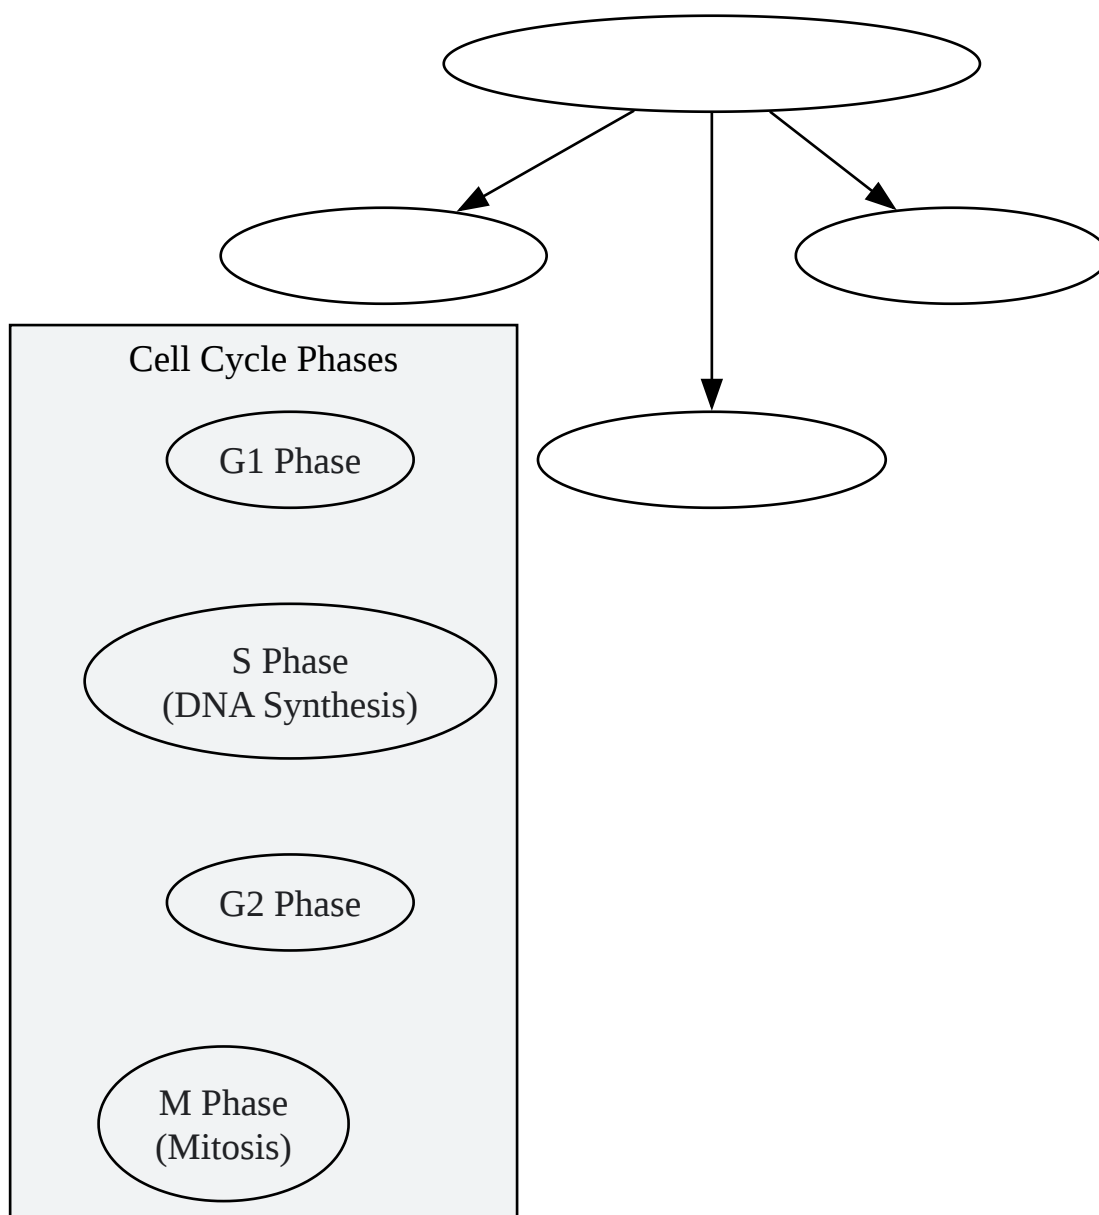 Cell Cycle Phases
G1 Phase
S Phase
(DNA Synthesis)
G2 Phase
M Phase
(Mitosis)